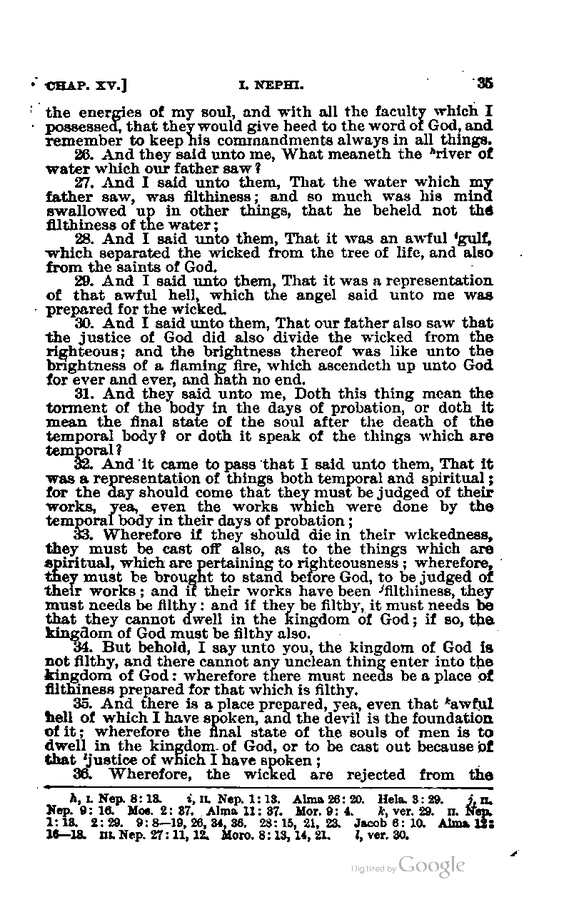 CHAP. XV.] I. NEPHI. 35
the energies of my soul, and with all the faculty which I
possessed, that they would give heed to the word of God, and
remember to keep his commandments always in all things.
26. And they said unto me, What meaneth the ʰriver of
water which our father saw?
27. And I said unto them, That the water which my
father saw, was filthiness; and so much was his mind
swallowed up in other things, that he beheld not the
filthiness of the water;
28. And I said unto them, That it was an awful ⁱgulf,
which separated the wicked from the tree of life, and also
from the saints of God.
29. And I said unto them, That it was a representation
of that awful hell, which the angel said unto me was
prepared for the wicked.
30. And I said unto them, That our father also saw that
the justice of God did also divide the wicked from the
righteous; and the brightness thereof was like unto the
brightness of a flaming fire, which ascendeth up unto God
for ever and ever, and hath no end.
31. And they said unto me, Doth this thing mean the
torment of the body in the days of probation, or doth it
mean the final state of the soul after the death of the
temporal body? or doth it speak of the things which are
temporal?
32. And it came to pass that I said unto them, That it
was a representation of things both temporal and spiritual;
for the day should come that they must be judged of their
works, yea, even the works which were done by the
temporal body in their days of probation;
33. Wherefore if they should die in their wickedness,
they must be cast off also, as to the things which are
spiritual, which are pertaining to righteousness; wherefore,
they must be brought to stand before God, to be judged of
their works; and if their works have been ʲfilthiness, they
must needs be filthy: and if they be filthy, it must needs be
that they cannot dwell in the kingdom of God; if so, the
kingdom of God must be filthy also.
34. But behold, I say unto you, the kingdom of God is
not filthy, and there cannot any unclean thing enter into the
kingdom of God: wherefore there must needs be a place of
filthiness prepared for that which is filthy.
35. And there is a place prepared, yea, even that ᵏawful
hell of which I have spoken, and the devil is the foundation
of it; wherefore the final state of the souls of men is to
dwell in the kingdom of God, or to be cast out because of
that ˡjustice of which I have spoken;
36. Wherefore, the wicked are rejected from the
h, I. Nep. 8:13. i, II. Nep. 1:13. Alma 26:20. Hela. 3:29. j, II.
Nep. 9:16. Mos. 2:37. Alma 11:37. Mor. 9:4. k, ver. 29. II. Nep.
1:13. 2:29. 9:8—19, 26, 34, 36. 28:15, 21, 23. Jacob 6:10. Alma 12:
16—18. III. Nep. 27:11, 12. Moro. 8:13, 14, 21. l, ver. 30.
Digitized by Google